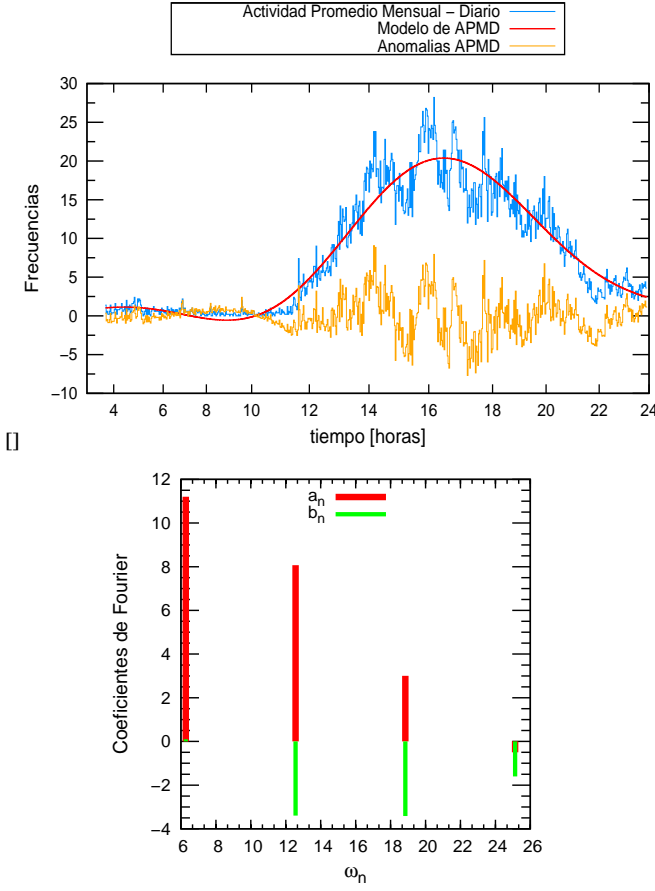 Actividad Promedio Mensual − Diario
Modelo de APMD
Anomalias APMD
30
25
20
15
10
5
0
−5
−10
Frecuencias
4 6 8 10 12 14 16 18 20 22 24
tiempo [horas]
[]
12
10
8
6
4
2
0
−2
−4
Coeficientes de Fourier
an
bn
6 8 10 12 14 16 18 20 22 24 26
ωn